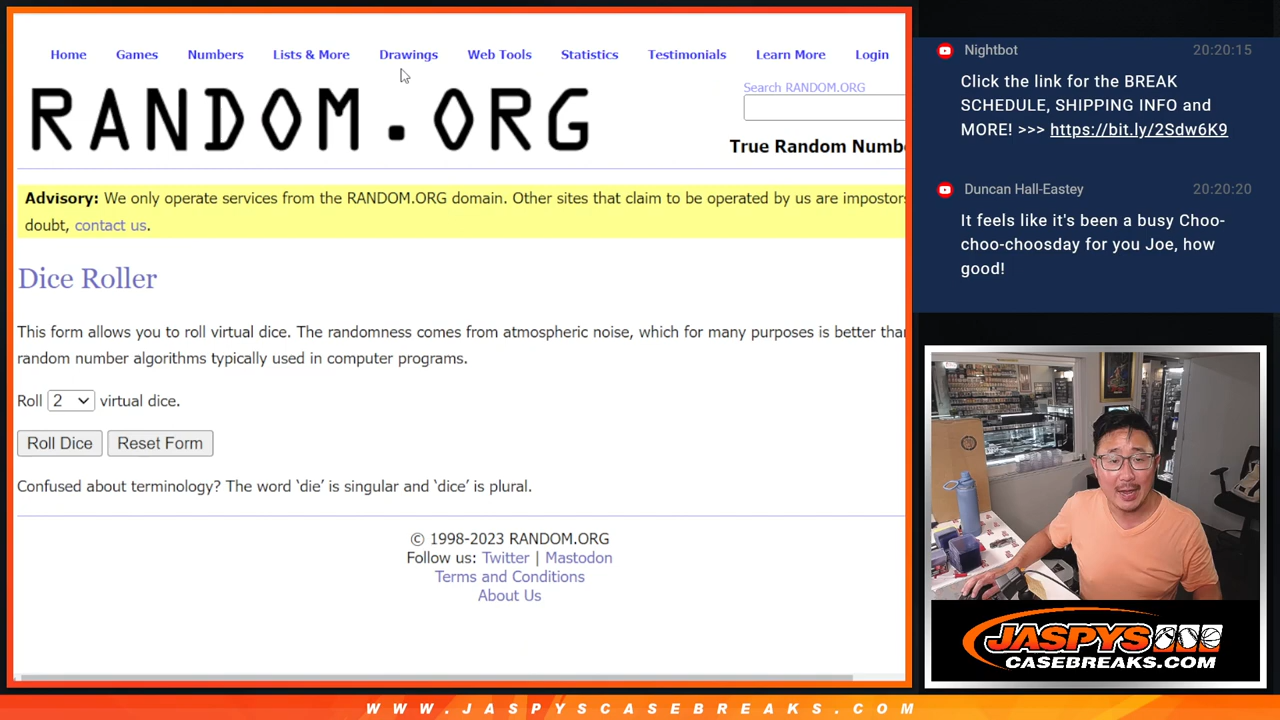 Home Games Numbers Lists & More Drawings Web Tools Statistics Testimonials Learn More Login
RANDOM.ORG
Search RANDOM.ORG
True Random Numb
Advisory: We only operate services from the RANDOM.ORG domain. Other sites that claim to be operated by us are impostors
doubt, contact us.
Dice Roller
This form allows you to roll virtual dice. The randomness comes from atmospheric noise, which for many purposes is better tha
random number algorithms typically used in computer programs.
Roll 2 virtual dice.
Roll Dice Reset Form
Confused about terminology? The word ‘die’ is singular and ‘dice’ is plural.
© 1998-2023 RANDOM.ORG
Follow us: Twitter | Mastodon
Terms and Conditions
About Us
Nightbot 20:20:15
Click the link for the BREAK
SCHEDULE, SHIPPING INFO and
MORE! >>> https://bit.ly/2Sdw6K9
Duncan Hall-Eastey 20:20:20
It feels like it's been a busy Choo-
choo-choosday for you Joe, how
good!
JASPYS
CASEBREAKS.COM
WWW.JASPYSCASEBREAKS.COM